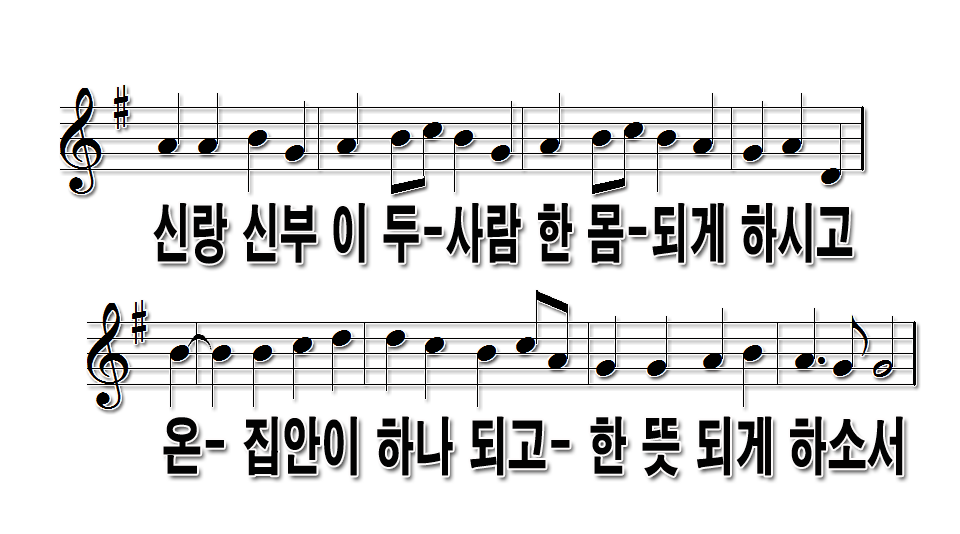 신랑 신부 이 두-사람 한 몸-되게 하시고
온- 집안이 하나 되고- 한 뜻 되게 하소서